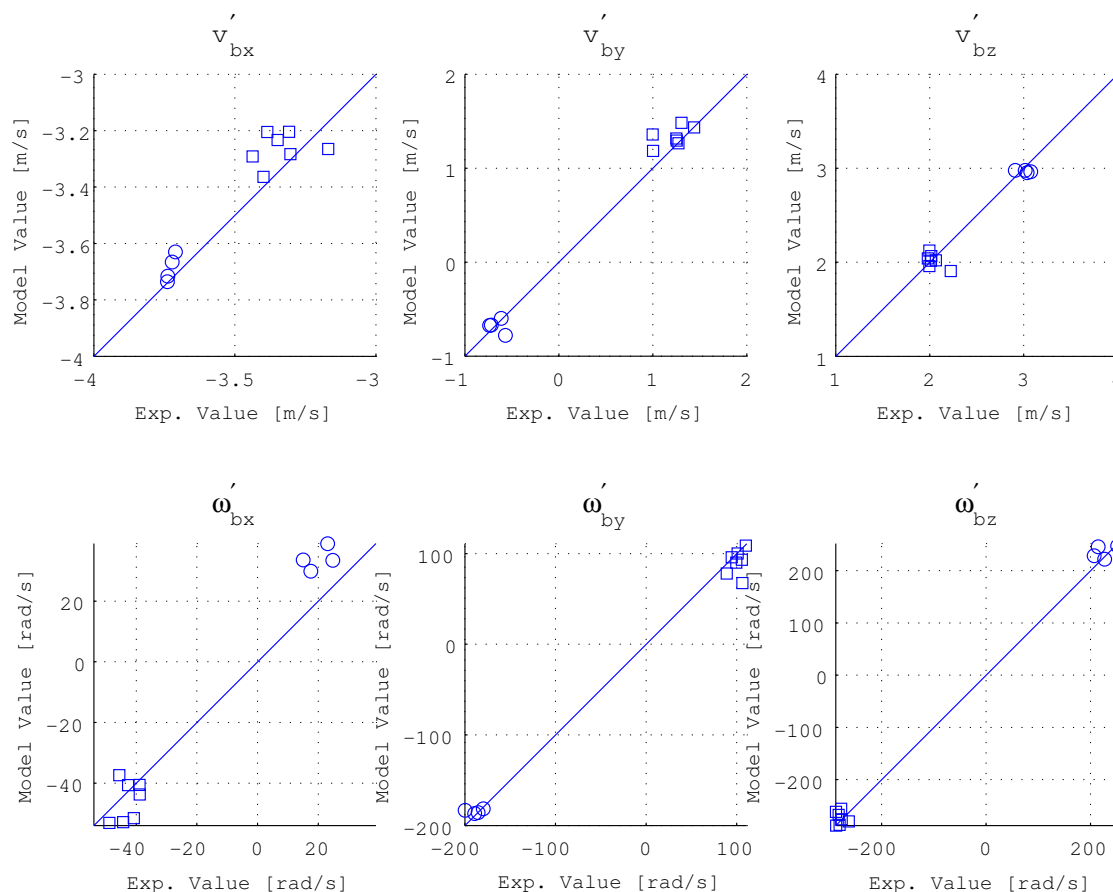 v′bx
−3
−3.2
−3.4
−3.6
−3.8
−4
Model Value [m/s]
−4 −3.5 −3
Exp. Value [m/s]
v′by
2
1
0
−1
Model Value [m/s]
−1 0 1 2
Exp. Value [m/s]
v′bz
4
3
2
1
Model Value [m/s]
1 2 3
Exp. Value [m/s]
ω′bx
20
0
−20
−40
Model Value [rad/s]
−40 −20 0 20
Exp. Value [rad/s]
ω′by
100
0
−100
−200
Model Value [rad/s]
−200 −100 0 100
Exp. Value [rad/s]
ω′bz
200
100
0
−100
−200
Model Value [rad/s]
−200 0 200
Exp. Value [rad/s]